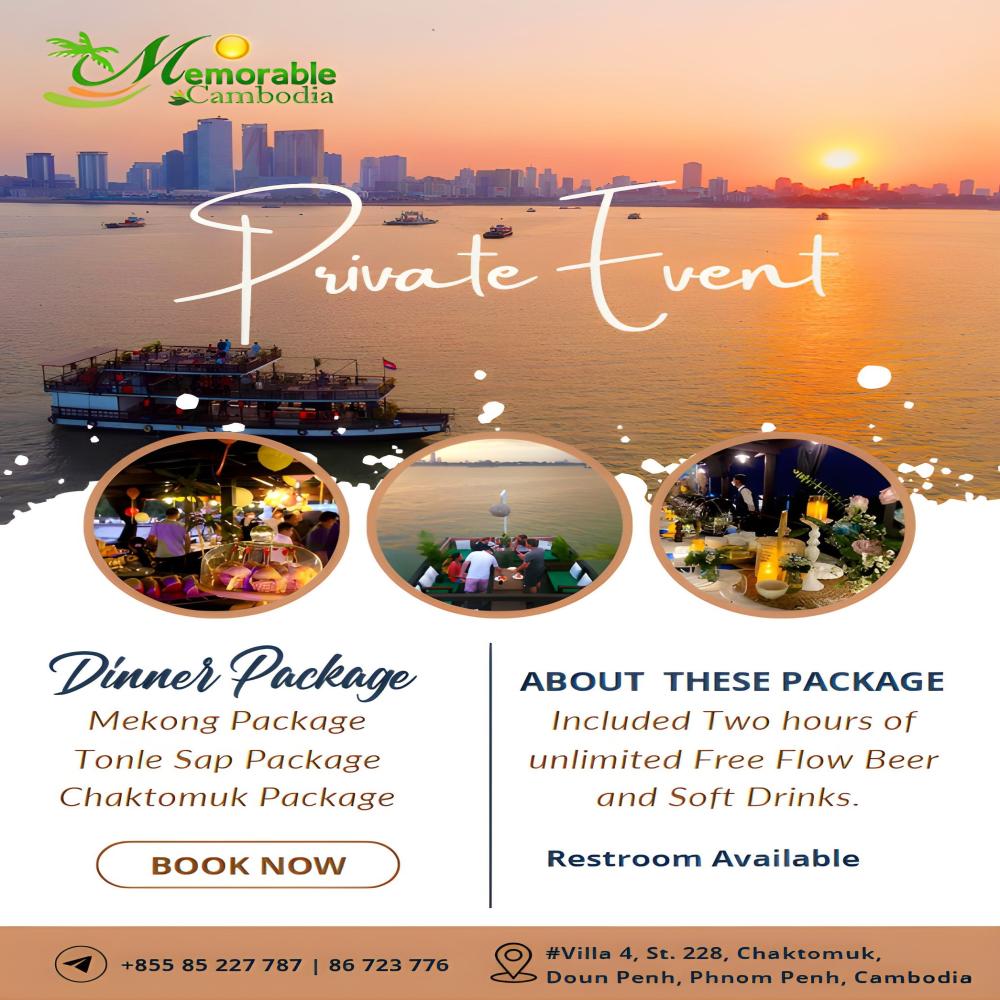 Memorable
Cambodia
Private Event
Dinner Package
Mekong Package
Tonle Sap Package
Chaktomuk Package
BOOK NOW
ABOUT THESE PACKAGE
Included Two hours of
unlimited Free Flow Beer
and Soft Drinks.
Restroom Available
+855 85 227 787 | 86 723 776
#Villa 4, St. 228, Chaktomuk,
Doun Penh, Phnom Penh, Cambodia